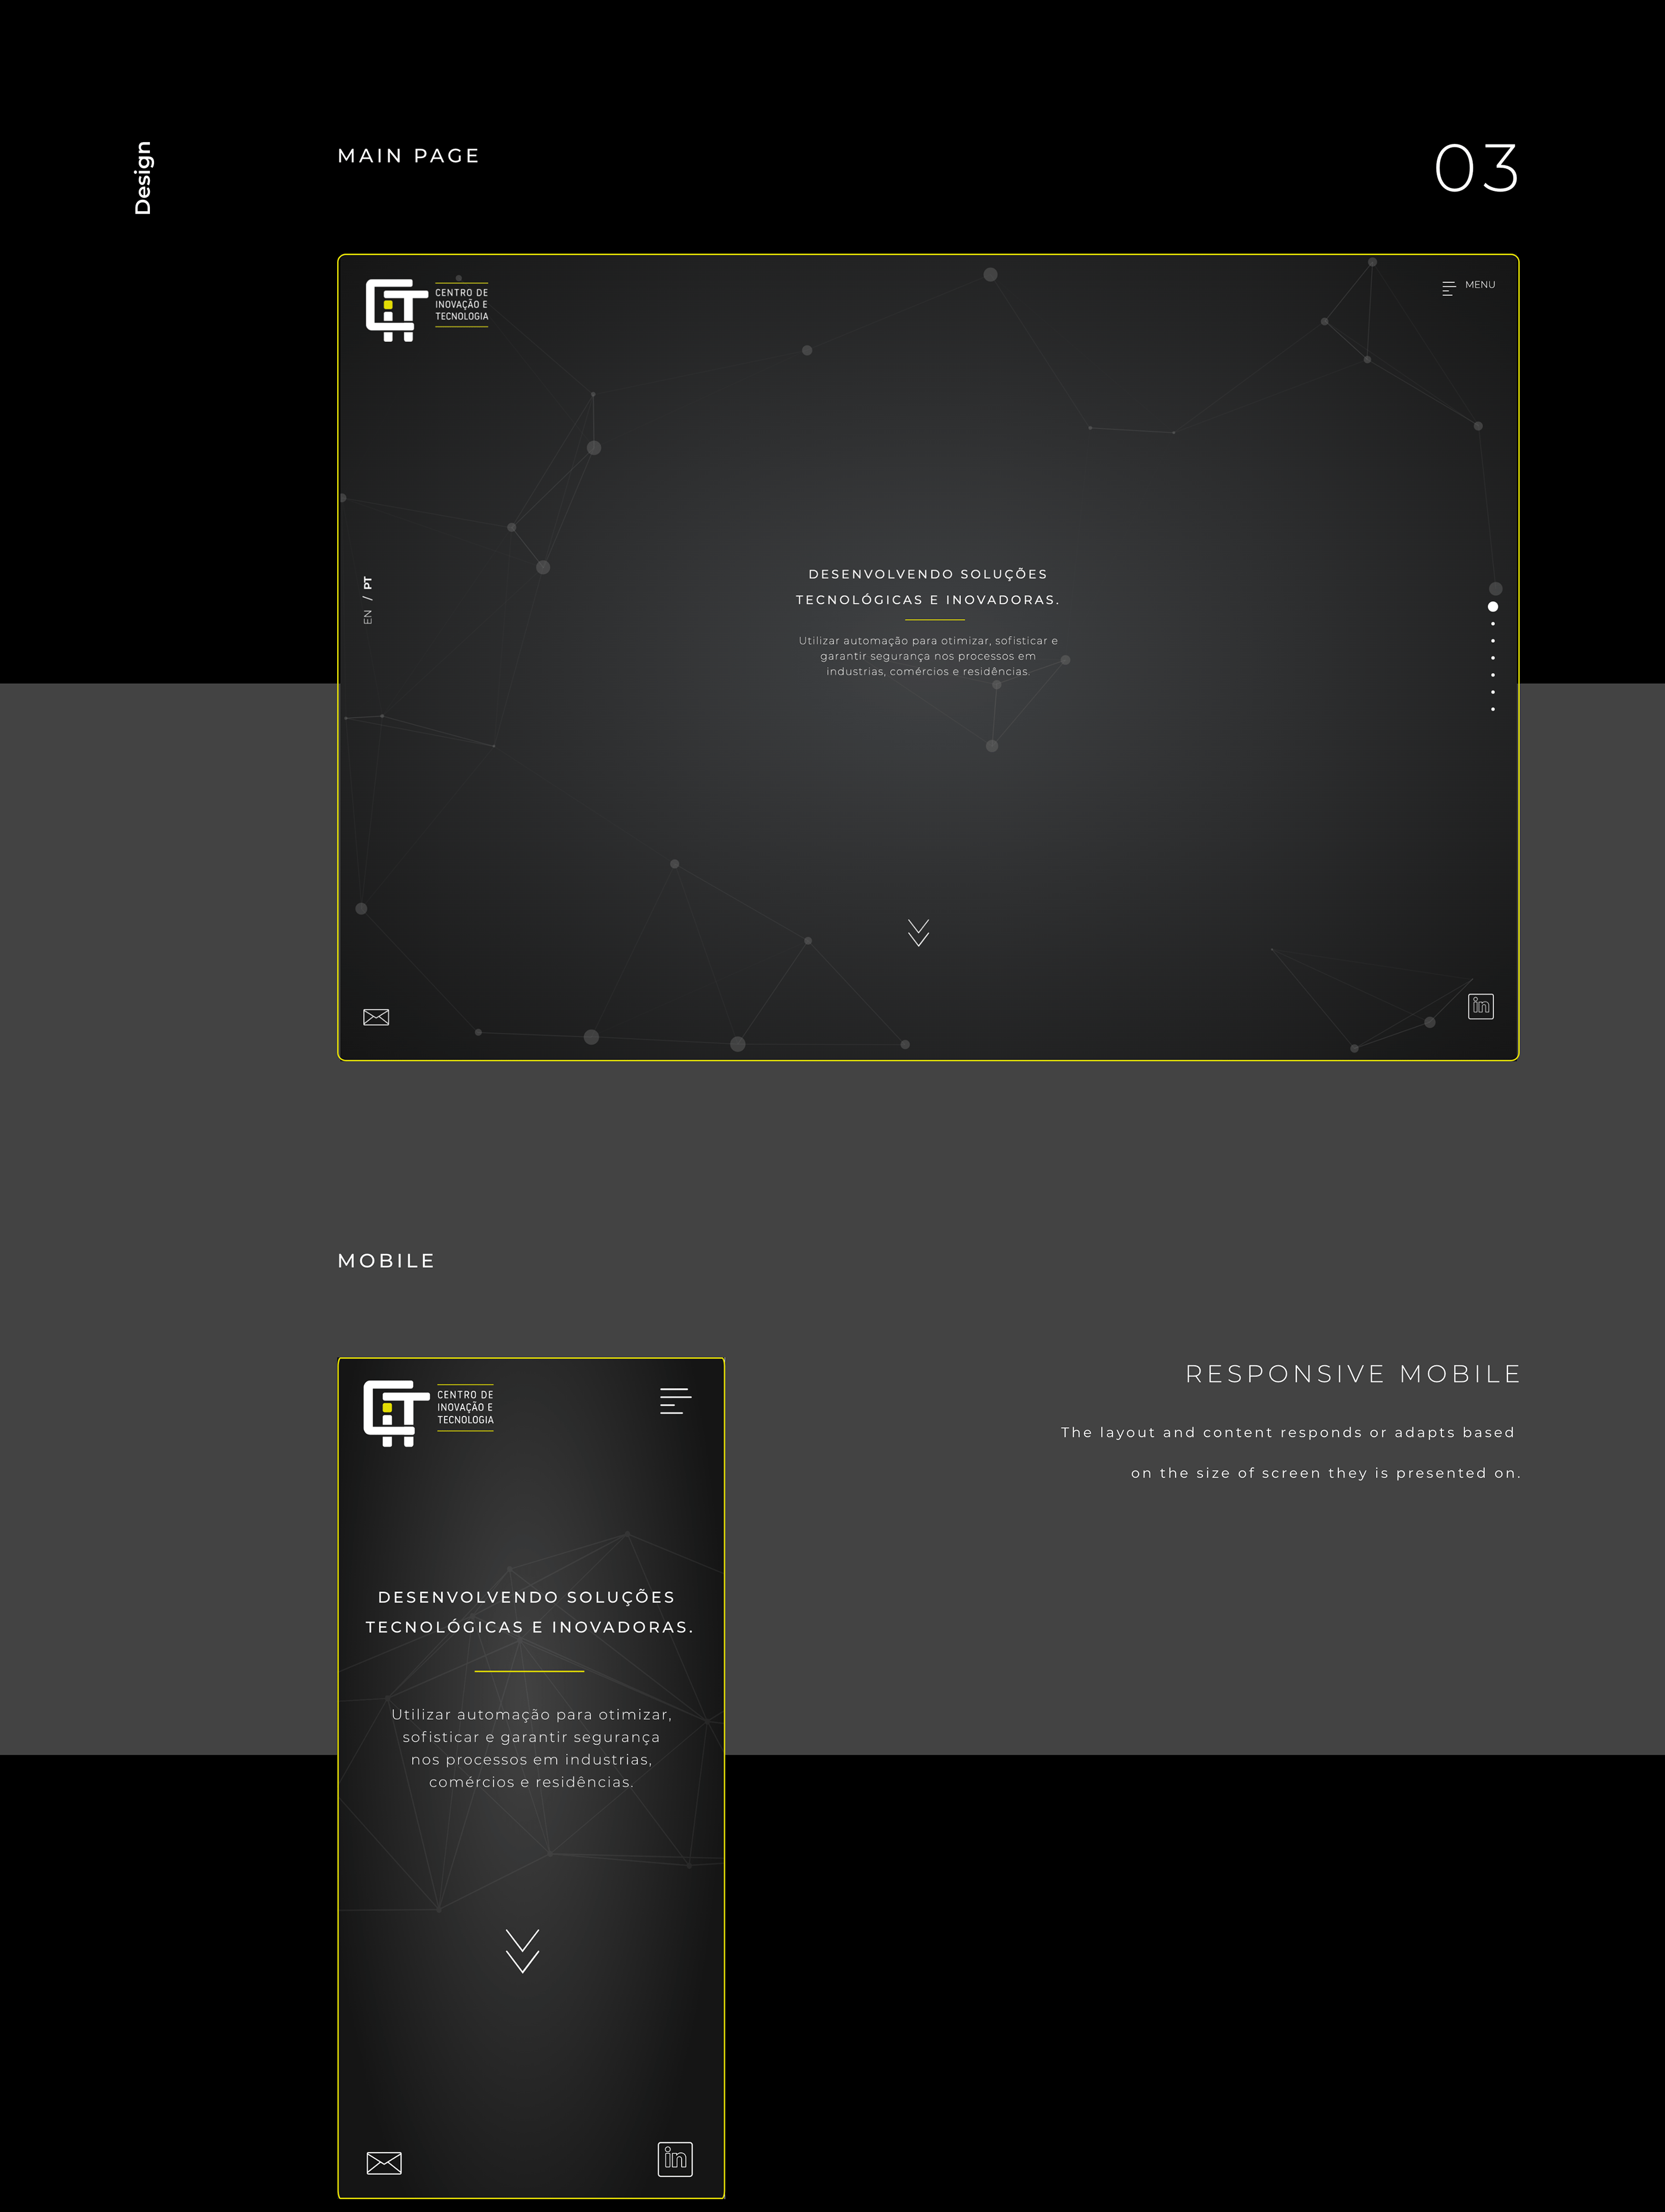 Design
MAIN PAGE
03
CIT
CENTRO DE
INOVAÇÃO E
TECNOLOGIA
MENU
EN / PT
DESENVOLVENDO SOLUÇÕES
TECNOLÓGICAS E INOVADORAS.
Utilizar automação para otimizar, sofisticar e
garantir segurança nos processos em
industrias, comércios e residências.
in
MOBILE
CIT
CENTRO DE
INOVAÇÃO E
TECNOLOGIA
RESPONSIVE MOBILE
The layout and content responds or adapts based
on the size of screen they is presented on.
DESENVOLVENDO SOLUÇÕES
TECNOLÓGICAS E INOVADORAS.
Utilizar automação para otimizar,
sofisticar e garantir segurança
nos processos em industrias,
comércios e residências.
in